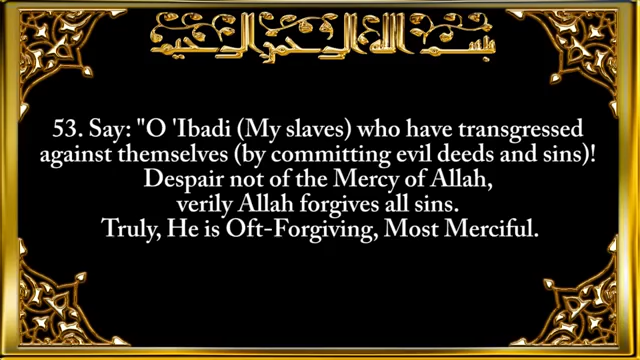 بسم الله الرحمن الرحيم
53. Say: "O 'Ibadi (My slaves) who have transgressed
against themselves (by committing evil deeds and sins)!
Despair not of the Mercy of Allah,
verily Allah forgives all sins.
Truly, He is Oft-Forgiving, Most Merciful.